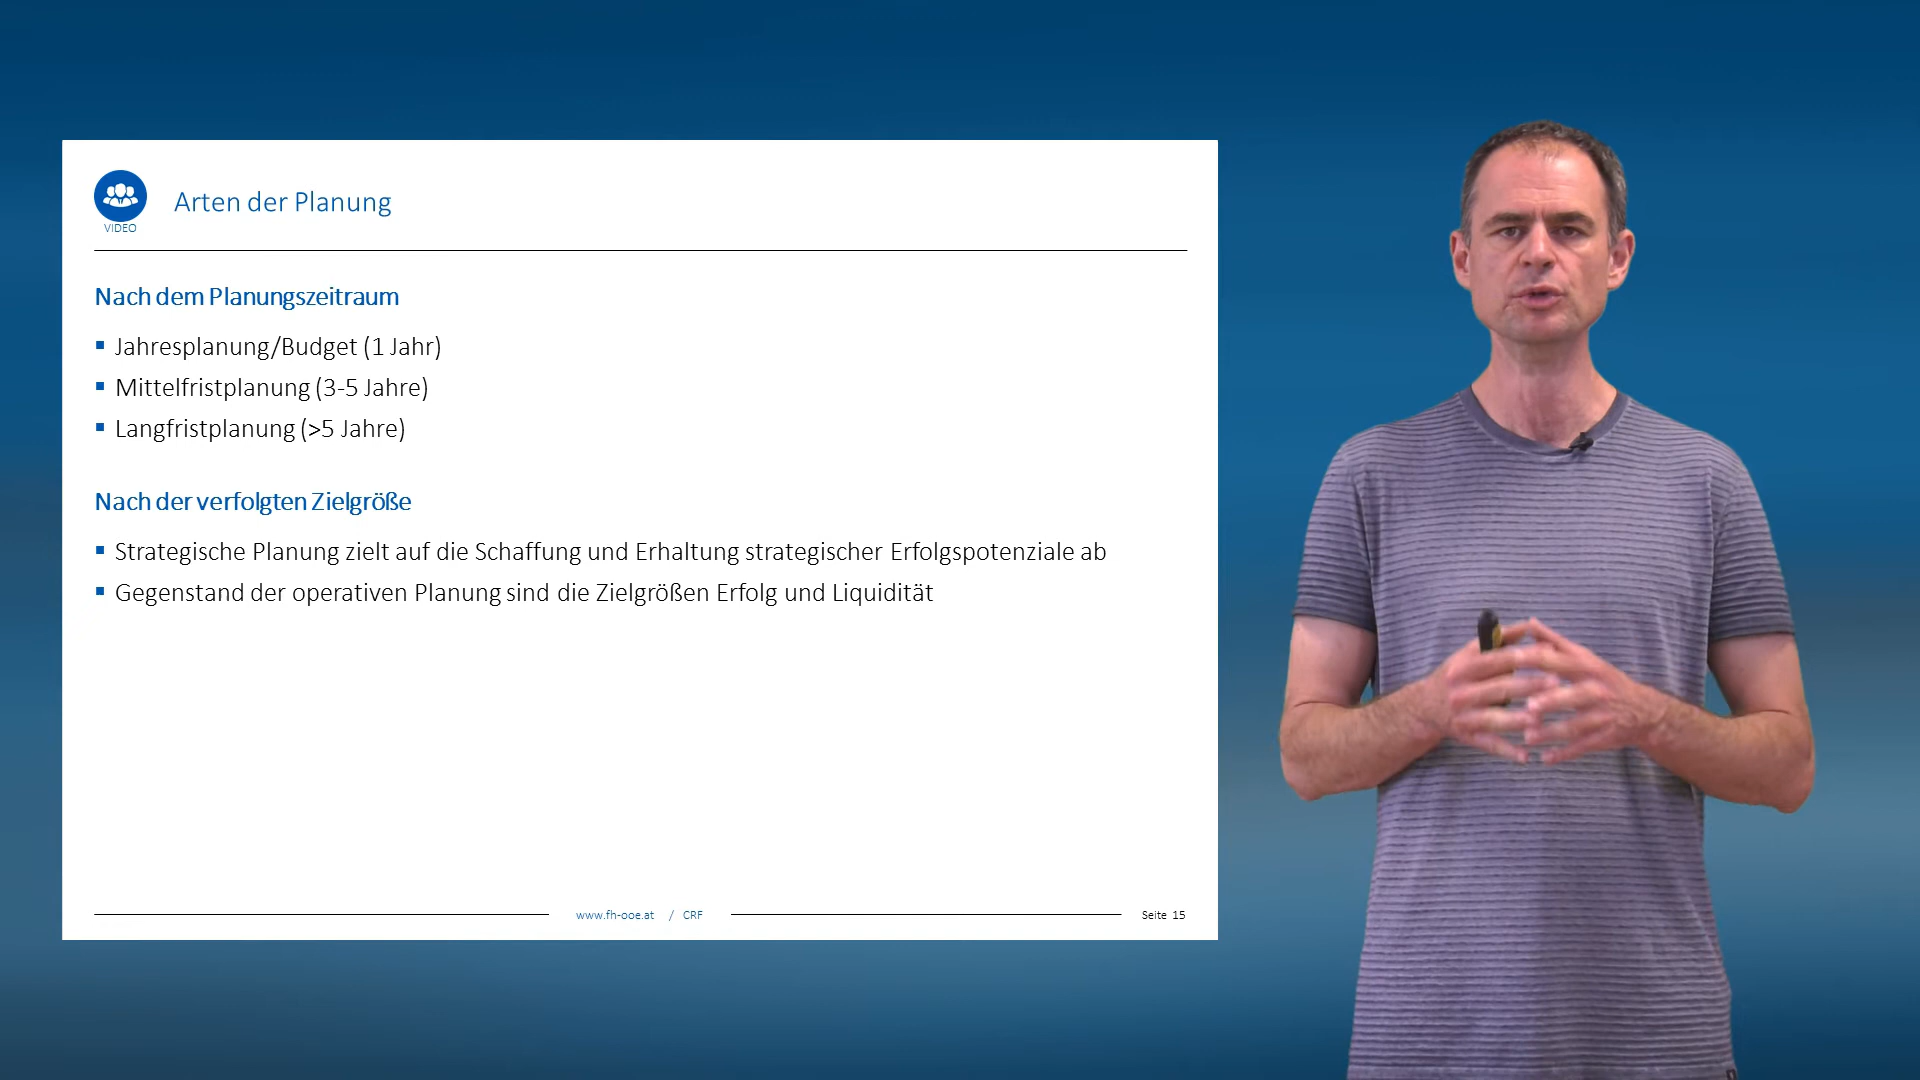 Arten der Planung
VIDEO
Nach dem Planungszeitraum
▪ Jahresplanung/Budget (1 Jahr)
▪ Mittelfristplanung (3-5 Jahre)
▪ Langfristplanung (>5 Jahre)
Nach der verfolgten Zielgröße
▪ Strategische Planung zielt auf die Schaffung und Erhaltung strategischer Erfolgspotenziale ab
▪ Gegenstand der operativen Planung sind die Zielgrößen Erfolg und Liquidität
www.fh-ooe.at / CRF
Seite 15